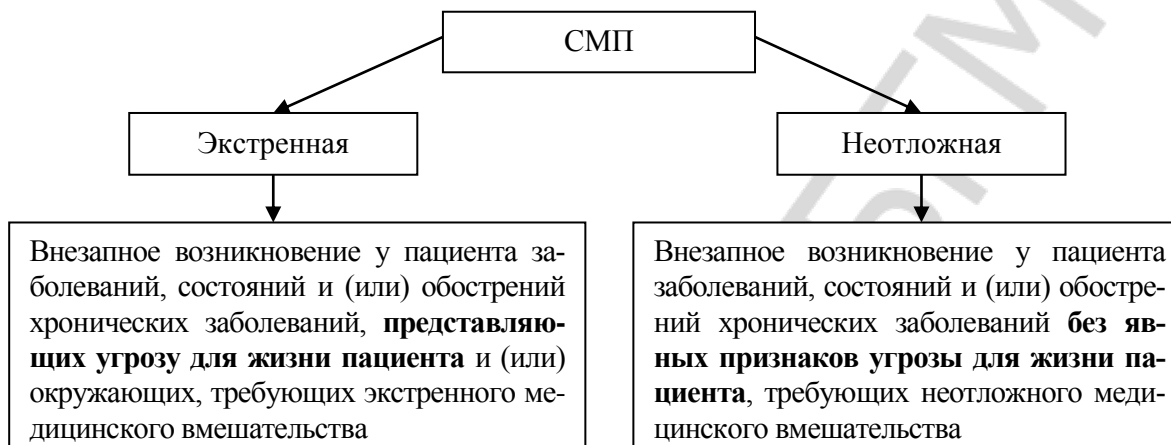 СМП
Экстренная
Неотложная
Внезапное возникновение у пациента за-
болеваний, состояний и (или) обострений
хронических заболеваний, представляю-
щих угрозу для жизни пациента и (или)
окружающих, требующих экстренного ме-
дицинского вмешательства
Внезапное возникновение у пациента
заболеваний, состояний и (или) обостре-
ний хронических заболеваний без яв-
ных признаков угрозы для жизни па-
циента, требующих неотложного меди-
цинского вмешательства